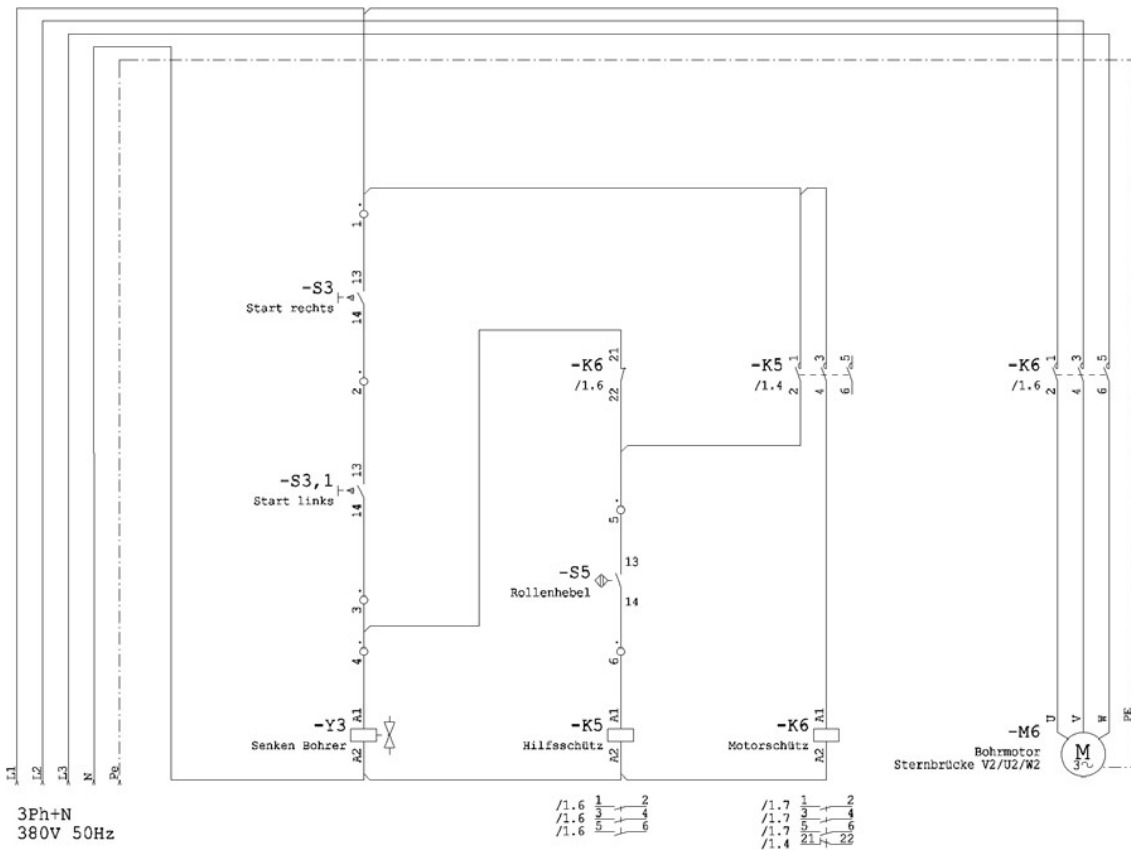 1
13
-S3
Start rechts
14
2
13
-S3,1
Start links
14
3
4
21
-K6
/1.6
22
5
-S5
Rollenhebel
13
14
6
-K5
/1.4
1 3 5
2 4 6
-K6
/1.6
1 3 5
2 4 6
-Y3
Senken Bohrer
A1
A2
-K5
Hilfsschütz
A1
A2
-K6
Motorschütz
A1
A2
U V W PE
-M6
Bohrmotor
Sternbrücke V2/U2/W2
M
3~
L1 L2 L3 N Pe
3Ph+N
380V 50Hz
/1.6 1 2
/1.6 3 4
/1.6 5 6
/1.7 1 2
/1.7 3 4
/1.7 5 6
/1.4 21 22